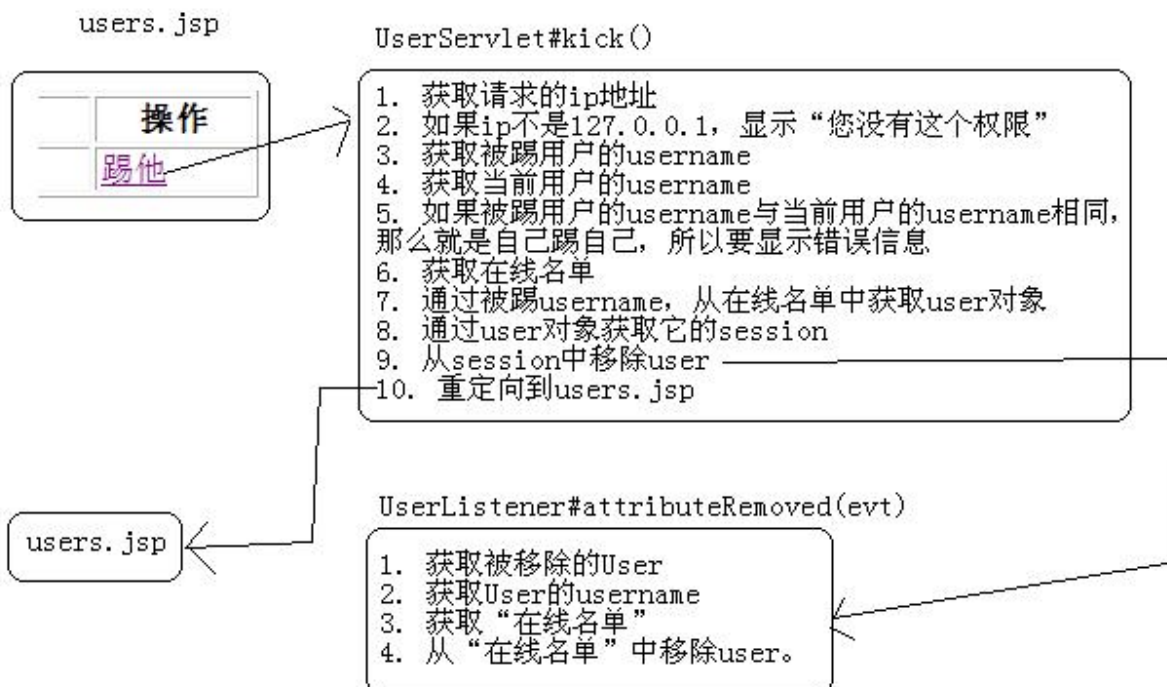 users.jsp
操作
踢他
UserServlet#kick()
1. 获取请求的ip地址
2. 如果ip不是127.0.0.1，显示“您没有这个权限”
3. 获取被踢用户的username
4. 获取当前用户的username
5. 如果被踢用户的username与当前用户的username相同，
那么就是自己踢自己，所以要显示错误信息
6. 获取在线名单
7. 通过被踢username，从在线名单中获取user对象
8. 通过user对象获取它的session
9. 从session中移除user
10. 重定向到users.jsp
users.jsp
UserListener#attributeRemoved(evt)
1. 获取被移除的User
2. 获取User的username
3. 获取“在线名单”
4. 从“在线名单”中移除user。